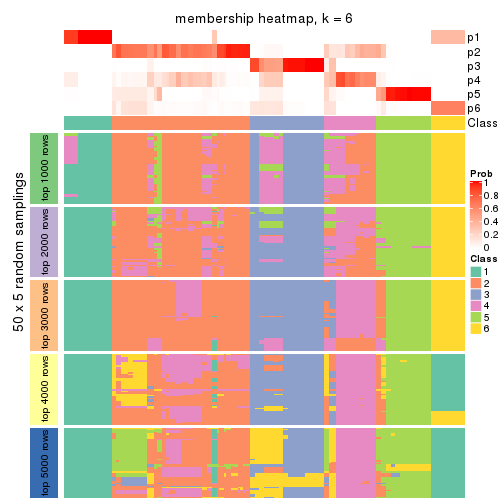 membership heatmap, k = 6
p1
p2
p3
p4
p5
p6
Class
50 x 5 random samplings
top 1000 rows
top 2000 rows
top 3000 rows
top 4000 rows
top 5000 rows
Prob
1
0.8
0.6
0.4
0.2
0
Class
1
2
3
4
5
6